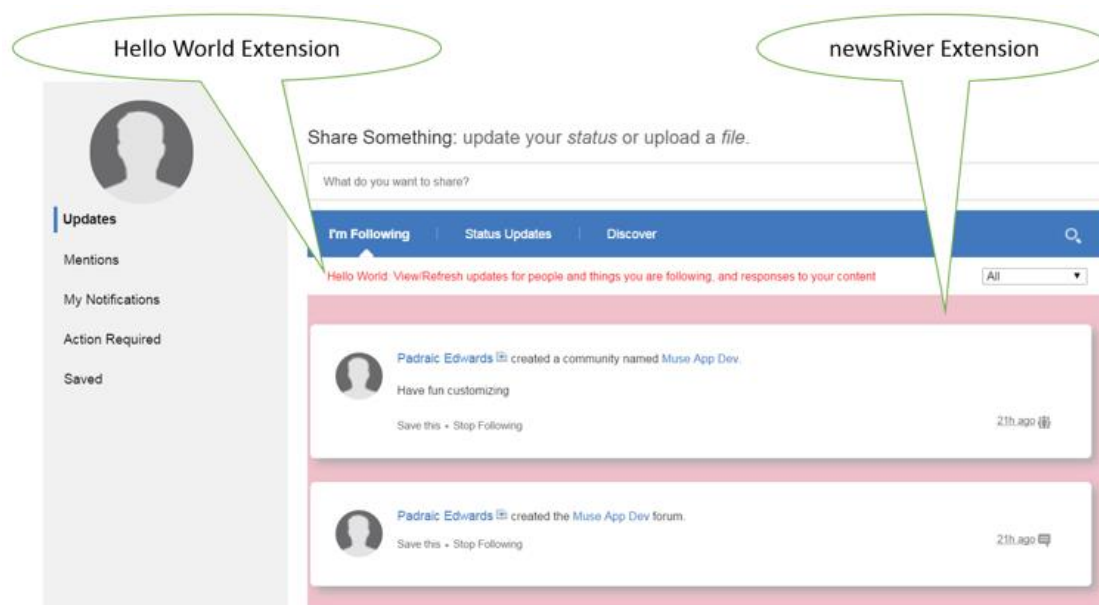 Hello World Extension
newsRiver Extension
Share Something: update your status or upload a file.
What do you want to share?
Updates
Mentions
My Notifications
Action Required
Saved
I'm Following
Status Updates
Discover
Hello World: View/Refresh updates for people and things you are following, and responses to your content
All
Padraic Edwards created a community named Muse App Dev.
Have fun customizing
Save this • Stop Following
21h ago
Padraic Edwards created the Muse App Dev forum.
Save this • Stop Following
21h ago